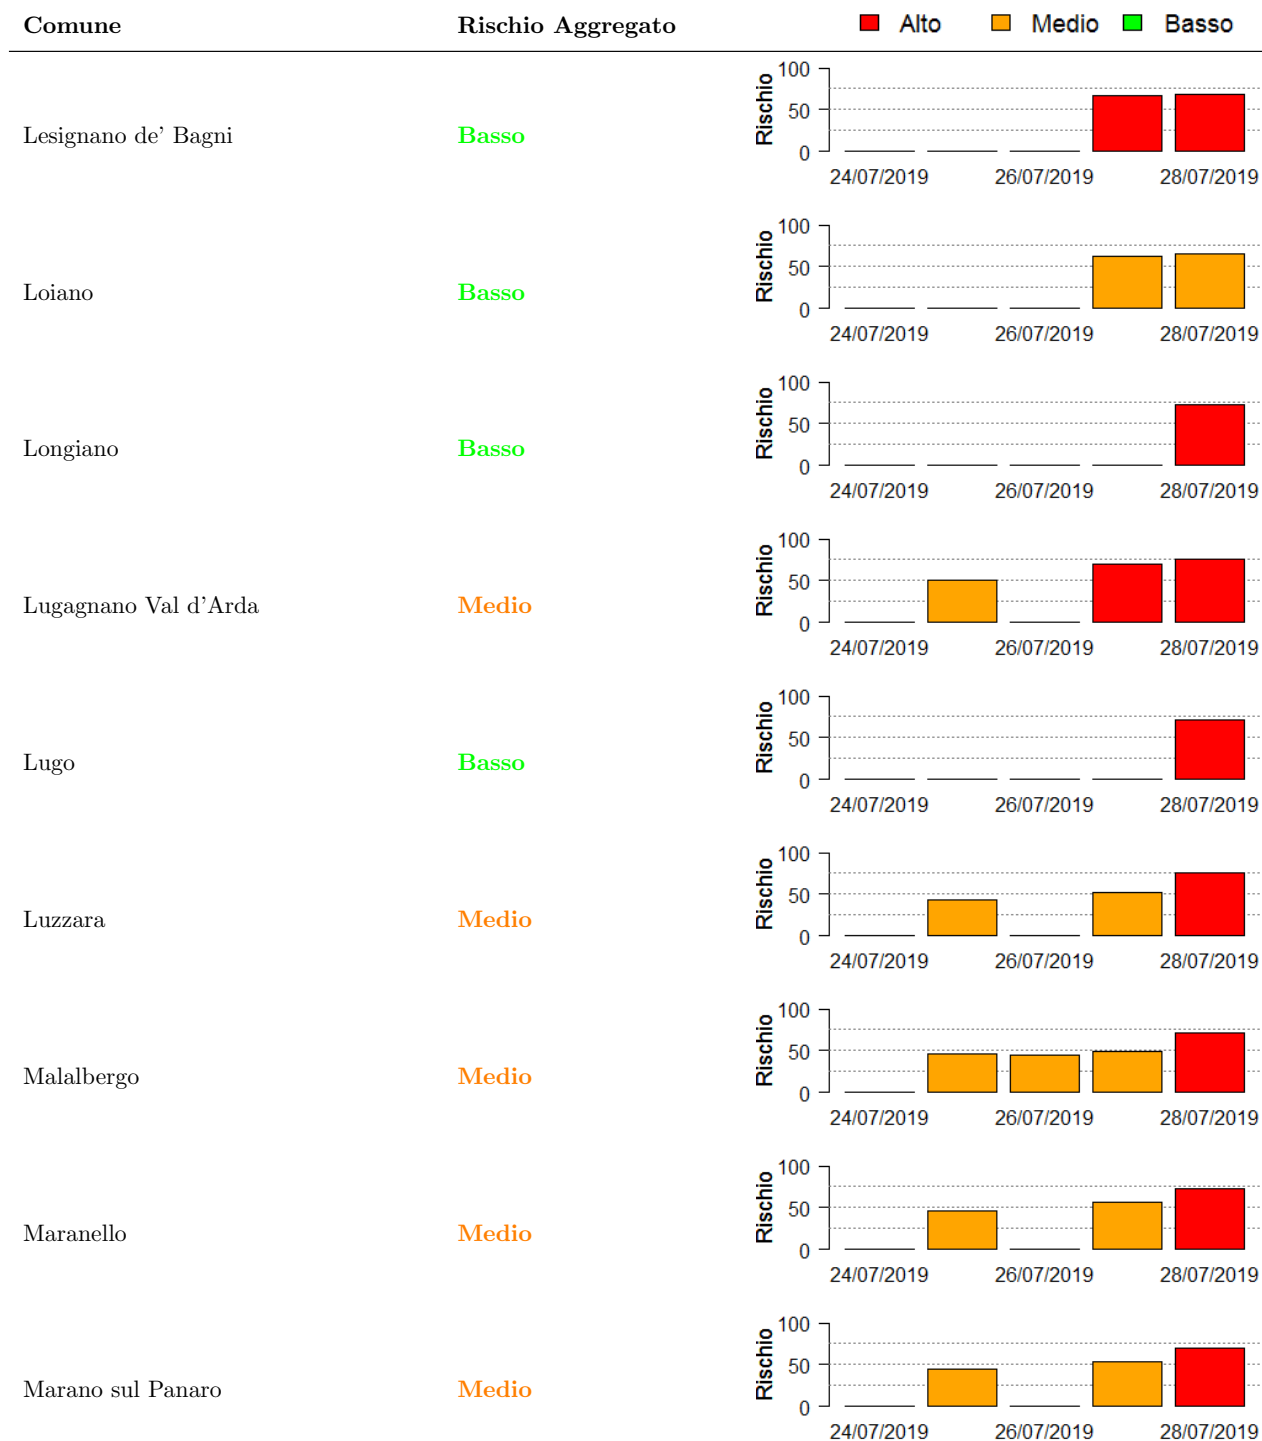 Comune Rischio Aggregato Alto Medio Basso
100
50
0
Rischio
Lesignano de' Bagni Basso
24/07/2019 26/07/2019 28/07/2019
100
50
0
Rischio
Loiano Basso
24/07/2019 26/07/2019 28/07/2019
100
50
0
Rischio
Longiano Basso
24/07/2019 26/07/2019 28/07/2019
100
50
0
Rischio
Lugagnano Val d'Arda Medio
24/07/2019 26/07/2019 28/07/2019
100
50
0
Rischio
Lugo Basso
24/07/2019 26/07/2019 28/07/2019
100
50
0
Rischio
Luzzara Medio
24/07/2019 26/07/2019 28/07/2019
100
50
0
Rischio
Malalbergo Medio
24/07/2019 26/07/2019 28/07/2019
100
50
0
Rischio
Maranello Medio
24/07/2019 26/07/2019 28/07/2019
100
50
0
Rischio
Marano sul Panaro Medio
24/07/2019 26/07/2019 28/07/2019